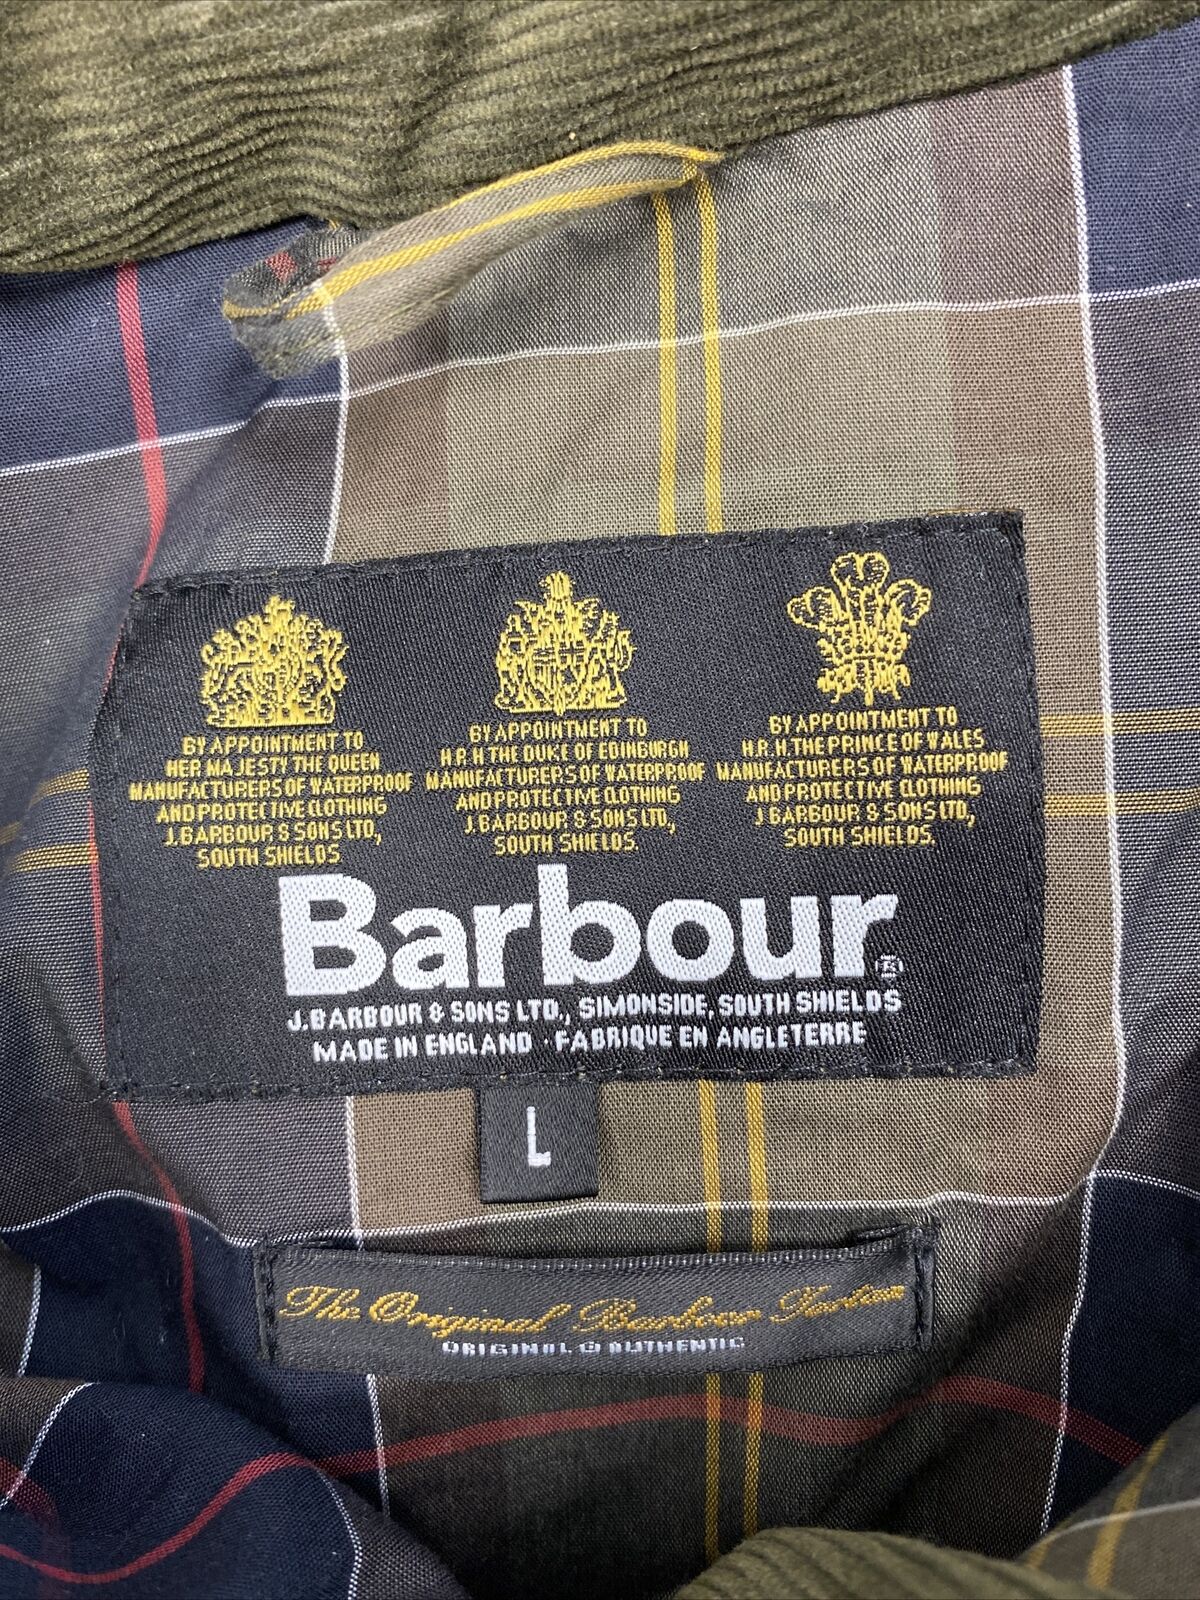 BY APPOINTMENT TO
HER MAJESTY THE QUEEN
MANUFACTURERS OF WATERPROOF
AND PROTECTIVE CLOTHING
J. BARBOUR & SONS LTD,
SOUTH SHIELDS
BY APPOINTMENT TO
H.R.H THE DUKE OF EDINBURGH
MANUFACTURERS OF WATERPROOF
AND PROTECTIVE CLOTHING
J. BARBOUR & SONS LTD.,
SOUTH SHIELDS.
BY APPOINTMENT TO
H.R.H. THE PRINCE OF WALES
MANUFACTURERS OF WATERPROOF
AND PROTECTIVE CLOTHING
J. BARBOUR & SONS LTD.,
SOUTH SHIELDS.
Barbour®
J. BARBOUR & SONS LTD., SIMONSIDE, SOUTH SHIELDS
MADE IN ENGLAND · FABRIQUE EN ANGLETERRE
L
The Original Barbour Tartan
ORIGINAL & AUTHENTIC